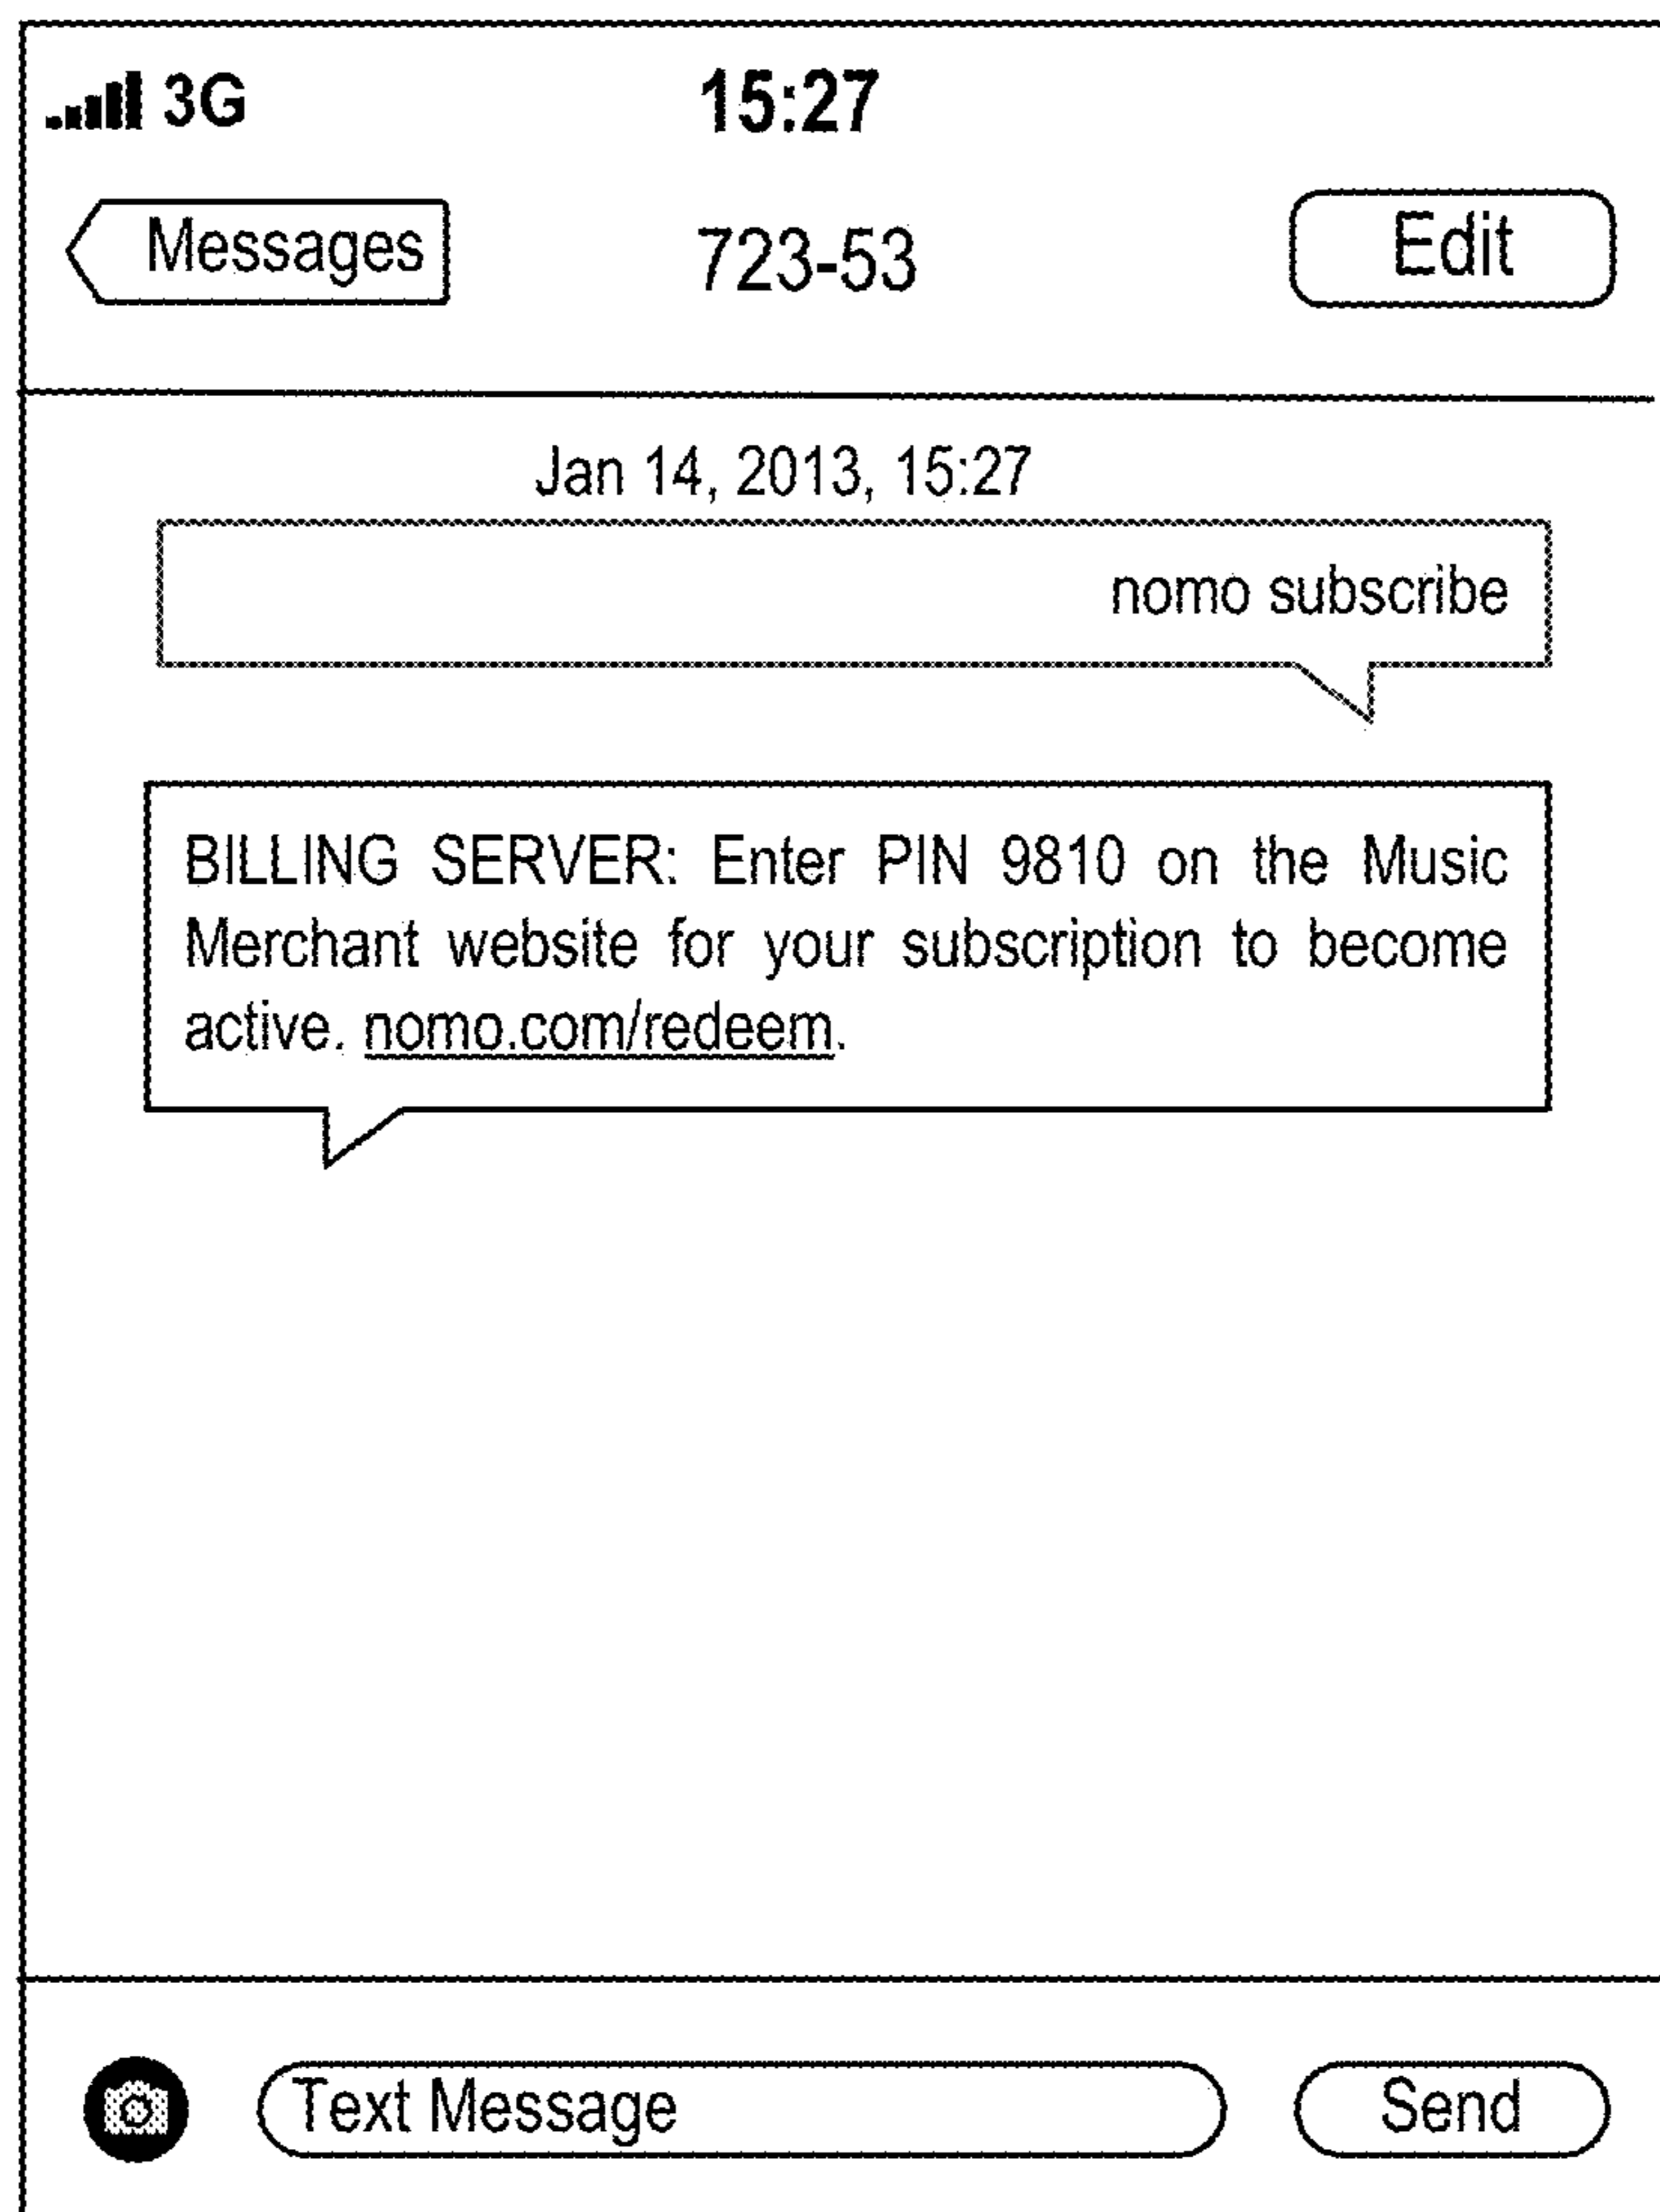 3G 15:27
Messages 723-53 Edit
Jan 14, 2013, 15:27
nomo subscribe
BILLING SERVER: Enter PIN 9810 on the Music
Merchant website for your subscription to become
active. nomo.com/redeem.
Text Message Send